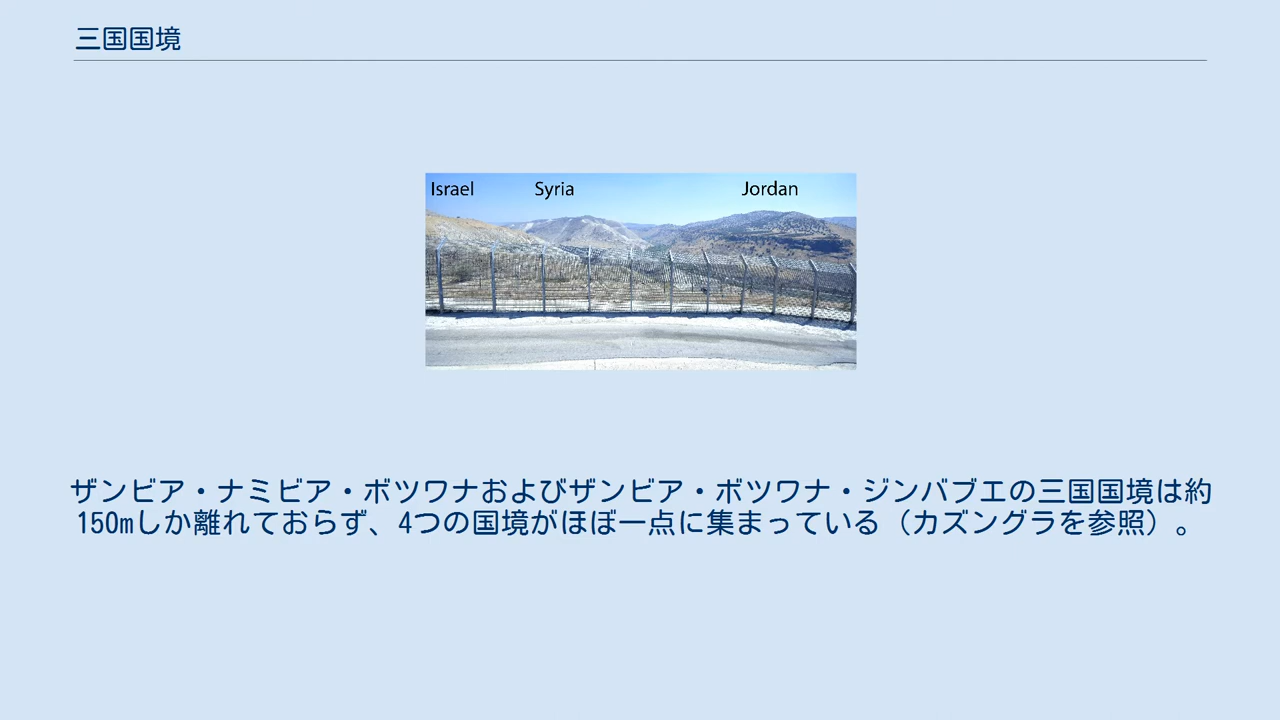 三国国境
Israel Syria Jordan
ザンビア・ナミビア・ボツワナおよびザンビア・ボツワナ・ジンバブエの三国国境は約
150mしか離れておらず、4つの国境がほぼ一点に集まっている（カズングラを参照）。